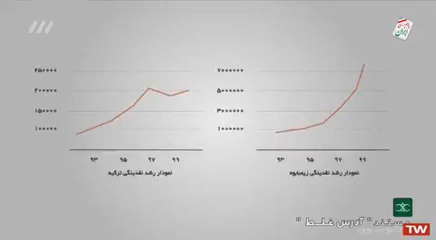 ۲۵۰۰۰۰
۲۰۰۰۰۰
۱۵۰۰۰۰
۱۰۰۰۰۰
۹۳ ۹۵ ۹۷ ۹۹
نمودار رشد نقدینگی ترکیه
۷۰۰۰۰۰۰
۵۰۰۰۰۰۰
۳۰۰۰۰۰۰
۱۰۰۰۰۰۰
۹۳ ۹۵ ۹۷ ۹۹
نمودار رشد نقدینگی زیمبابوه
مستند" آدرس غلط "
TW